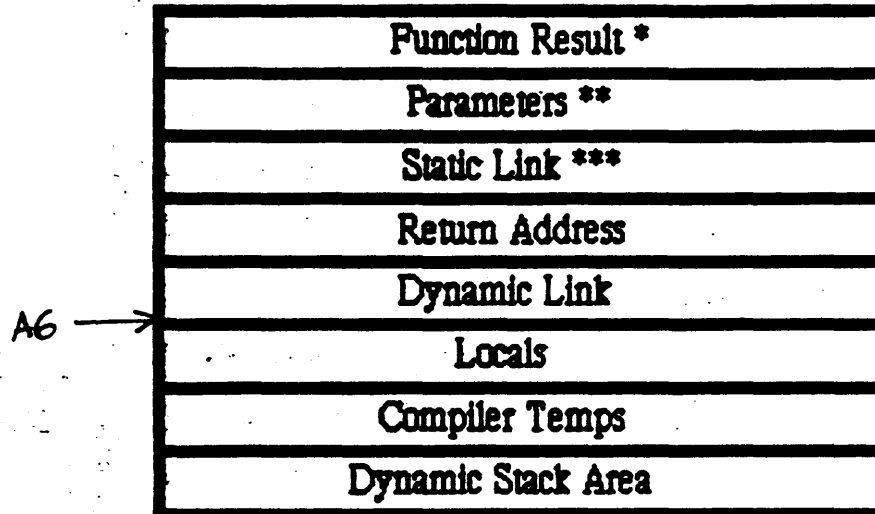 Function Result *
Parameters **
Static Link ***
Return Address
Dynamic Link
A6
Locals
Compiler Temps
Dynamic Stack Area